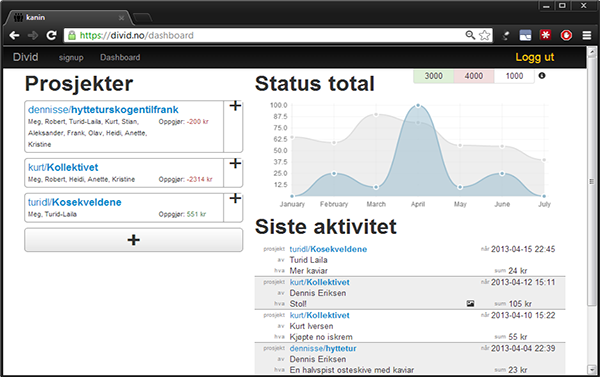 kanin
https://divid.no/dashboard
Divid signup Dashboard Logg ut
Prosjekter
dennisse/hytteturskogentilfrank
Meg, Robert, Turid-Laila, Kurt, Stian,
Aleksander, Frank, Olav, Heidi, Anette,
Kristine
Oppgjør: -200 kr
+
kurt/Kollektivet
Meg, Robert, Heidi, Anette, Kristine
Oppgjør: -2314 kr
+
turidl/Kosekveldene
Meg, Turid-Laila
Oppgjør: 551 kr
+
+
Status total
3000 4000 1000
100.0
87.5
75.0
62.5
50.0
37.5
25.0
12.5
January February March April May June July
Siste aktivitet
prosjekt turidl/Kosekveldene når 2013-04-15 22:45
av Turid Laila
hva Mer kaviar sum 24 kr
prosjekt kurt/Kollektivet når 2013-04-12 15:11
av Dennis Eriksen
hva Stoll sum 105 kr
prosjekt kurt/Kollektivet når 2013-04-10 15:22
av Kurt Iversen
hva Kjøpte no iskrem sum 55 kr
prosjekt dennisse/hyttetur når 2013-04-04 22:39
av Dennis Eriksen
hva En halvspist osteskive med kaviar sum 23 kr